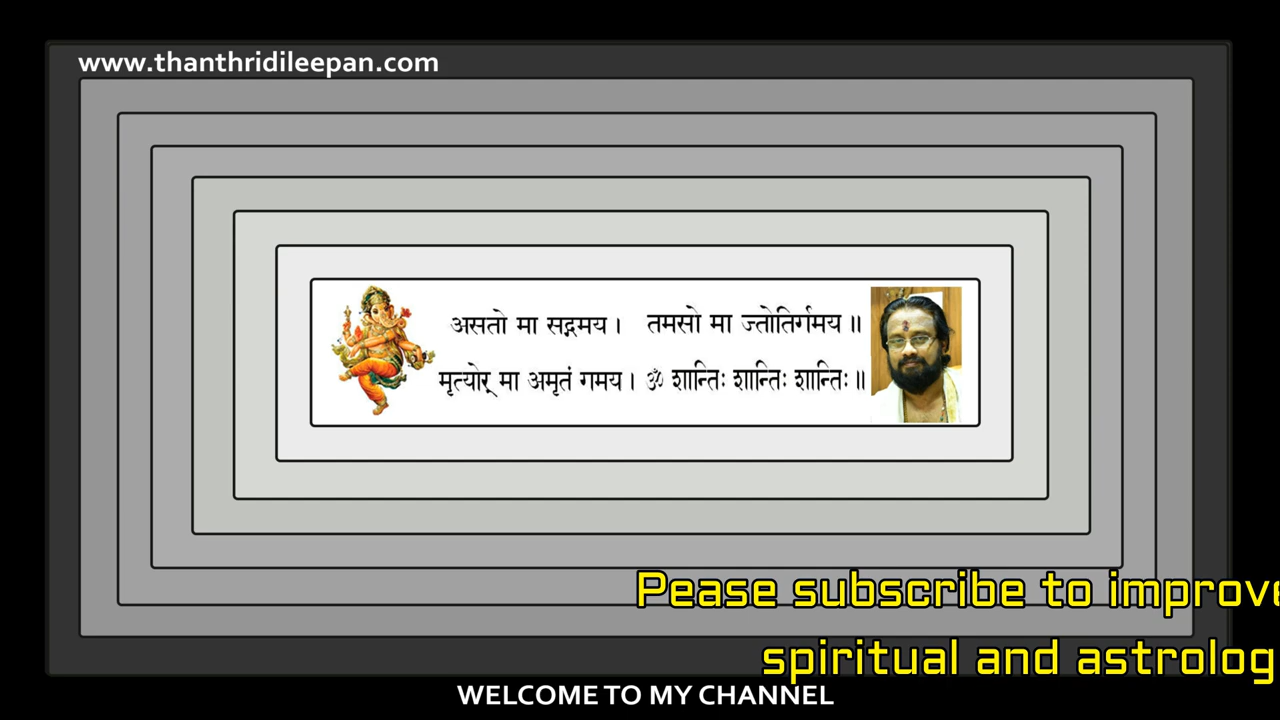 www.thanthridileepan.com
असतो मा सद्गमय। तमसो मा ज्तोतिर्गमय॥
मृत्योर् मा अमृतं गमय। ॐ शान्तिः शान्तिः शान्तिः॥
Pease subscribe to improve
spiritual and astrolog
WELCOME TO MY CHANNEL